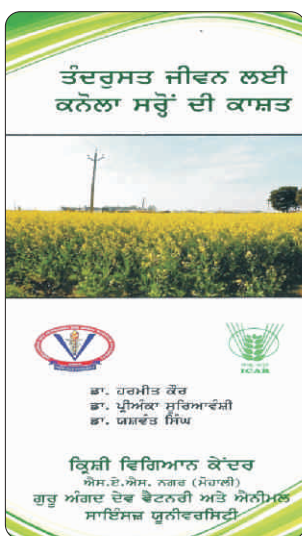 ਤੰਦਰੁਸਤ ਜੀਵਨ ਲਈ
ਕਨੋਲਾ ਸਰ੍ਹੋਂ ਦੀ ਕਾਸ਼ਤ
ICAR
ਡਾ. ਹਰਮੀਤ ਕੌਰ
ਡਾ. ਪ੍ਰੀਅੰਕਾ ਸੂਰਿਆਵੰਸ਼ੀ
ਡਾ. ਯਸ਼ਵੰਤ ਸਿੰਘ
ਕ੍ਰਿਸ਼ੀ ਵਿਗਿਆਨ ਕੇਂਦਰ
ਐਸ.ਏ.ਐਸ. ਨਗਰ (ਮੋਹਾਲੀ)
ਗੁਰੂ ਅੰਗਦ ਦੇਵ ਵੈਟਨਰੀ ਅਤੇ ਐਨੀਮਲ
ਸਾਇੰਸਜ਼ ਯੂਨੀਵਰਸਿਟੀ